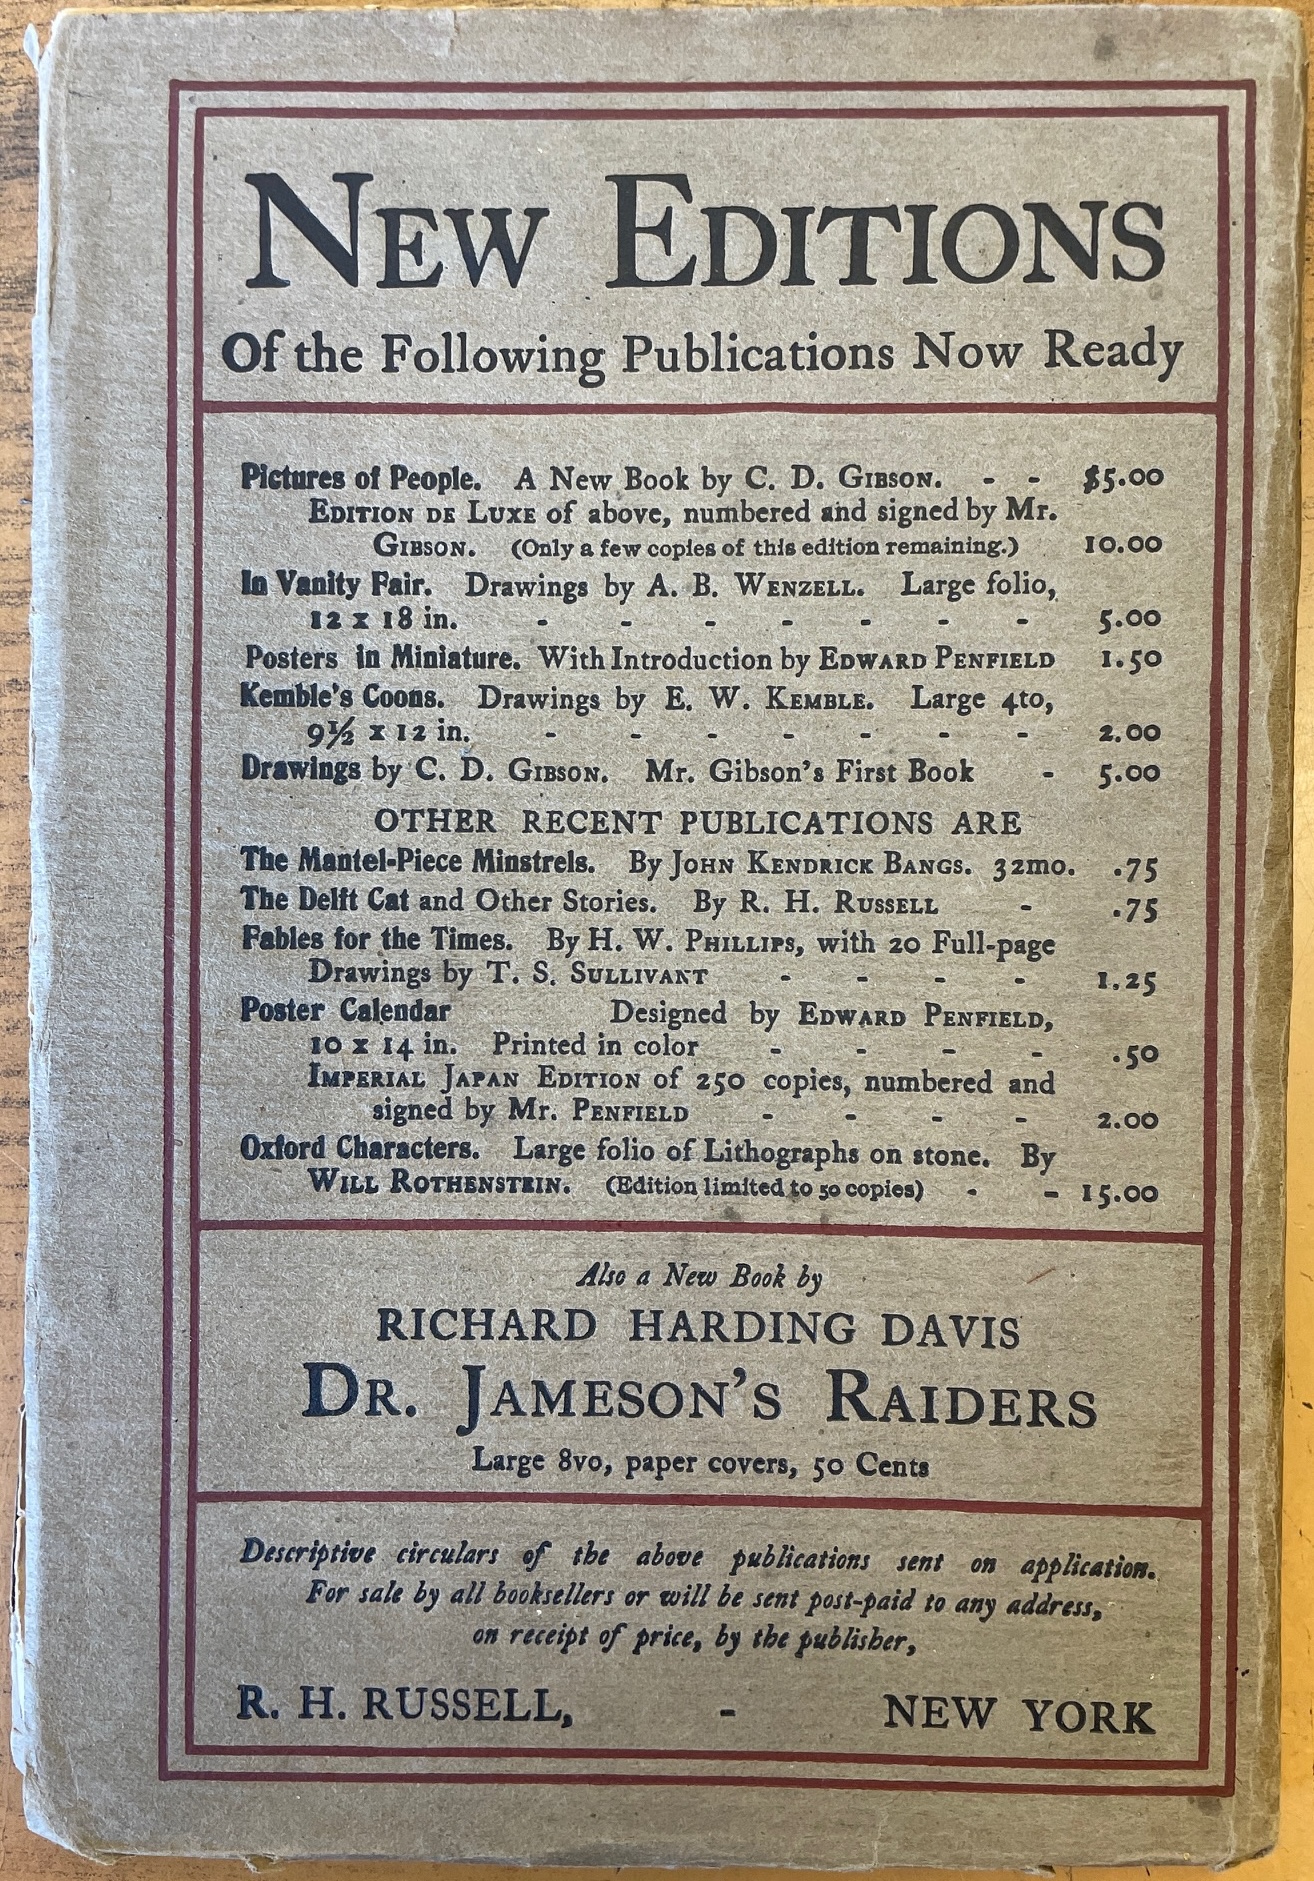 NEW EDITIONS
Of the Following Publications Now Ready
Pictures of People. A New Book by C. D. GIBSON. - - $5.00
EDITION DE LUXE of above, numbered and signed by Mr.
GIBSON. (Only a few copies of this edition remaining.) 10.00
In Vanity Fair. Drawings by A. B. WENZELL. Large folio,
12 x 18 in. - - - - - - - 5.00
Posters in Miniature. With Introduction by EDWARD PENFIELD 1.50
Kemble's Coons. Drawings by E. W. KEMBLE. Large 4to,
9½ x 12 in. - - - - - - - 2.00
Drawings by C. D. GIBSON. Mr. Gibson's First Book - 5.00
OTHER RECENT PUBLICATIONS ARE
The Mantel-Piece Minstrels. By JOHN KENDRICK BANGS. 32mo. .75
The Delft Cat and Other Stories. By R. H. RUSSELL - .75
Fables for the Times. By H. W. PHILLIPS, with 20 Full-page
Drawings by T. S. SULLIVANT - - - - 1.25
Poster Calendar Designed by EDWARD PENFIELD,
10 x 14 in. Printed in color - - - - .50
IMPERIAL JAPAN EDITION of 250 copies, numbered and
signed by Mr. PENFIELD - - - - 2.00
Oxford Characters. Large folio of Lithographs on stone. By
WILL ROTHENSTEIN. (Edition limited to 50 copies) - - 15.00
Also a New Book by
RICHARD HARDING DAVIS
DR. JAMESON'S RAIDERS
Large 8vo, paper covers, 50 Cents
Descriptive circulars of the above publications sent on application.
For sale by all booksellers or will be sent post-paid to any address,
on receipt of price, by the publisher,
R. H. RUSSELL, - NEW YORK